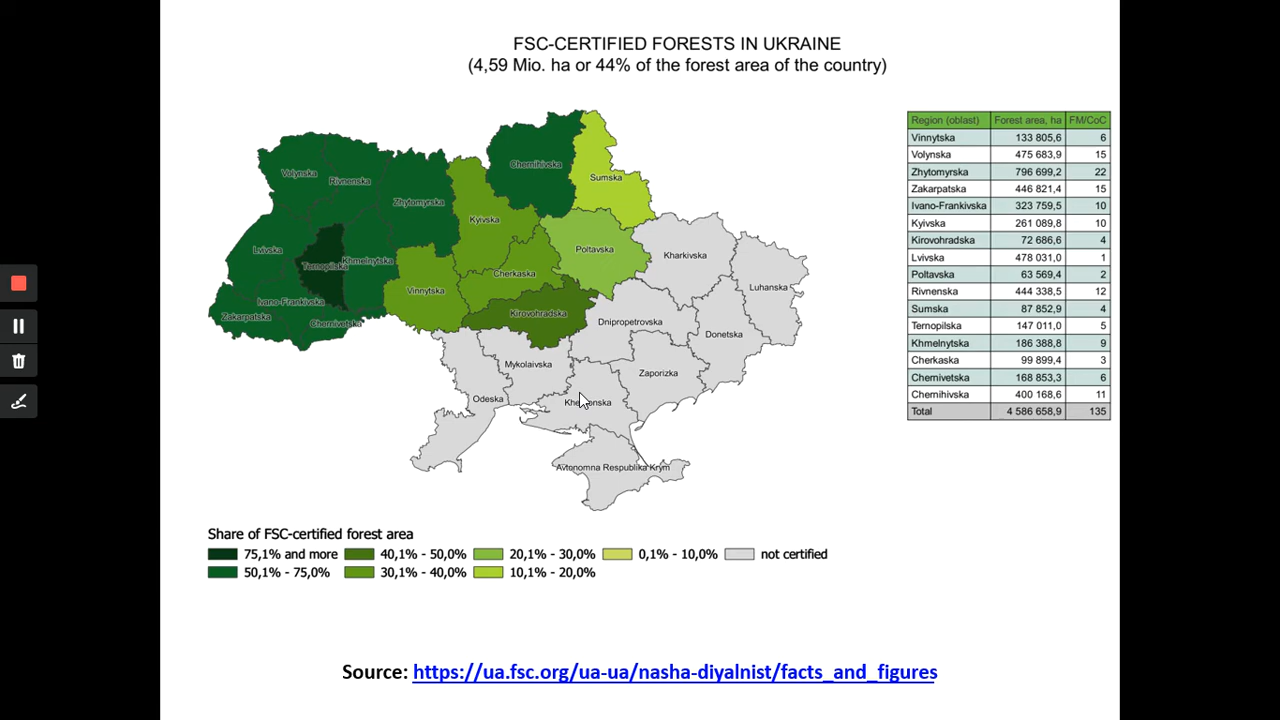 FSC-CERTIFIED FORESTS IN UKRAINE
(4,59 Mio. ha or 44% of the forest area of the country)
Volynska
Rivnenska
Zhytomyrska
Chernihivska
Sumska
Kyivska
Lvivska
Ternopilska
Khmelnytska
Poltavska
Kharkivska
Cherkaska
Vinnytska
Luhanska
Ivano-Frankivska
Zakarpatska
Chernivetska
Kirovohradska
Dnipropetrovska
Donetska
Mykolaivska
Zaporizka
Odeska
Avtonomna Respublika Krym
Region (oblast) Forest area, ha FM/CoC
Vinnytska 133 805,6 6
Volynska 475 683,9 15
Zhytomyrska 796 699,2 22
Zakarpatska 446 821,4 15
Ivano-Frankivska 323 759,5 10
Kyivska 261 089,8 10
Kirovohradska 72 686,6 4
Lvivska 478 031,0 1
Poltavska 63 569,4 2
Rivnenska 444 338,5 12
Sumska 87 852,9 4
Ternopilska 147 011,0 5
Khmelnytska 186 388,8 9
Cherkaska 99 899,4 3
Chernivetska 168 853,3 6
Chernihivska 400 168,6 11
Total 4 586 658,9 135
Share of FSC-certified forest area
75,1% and more 40,1% - 50,0% 20,1% - 30,0% 0,1% - 10,0% not certified
50,1% - 75,0% 30,1% - 40,0% 10,1% - 20,0%
Source: https://ua.fsc.org/ua-ua/nasha-diyalnist/facts_and_figures